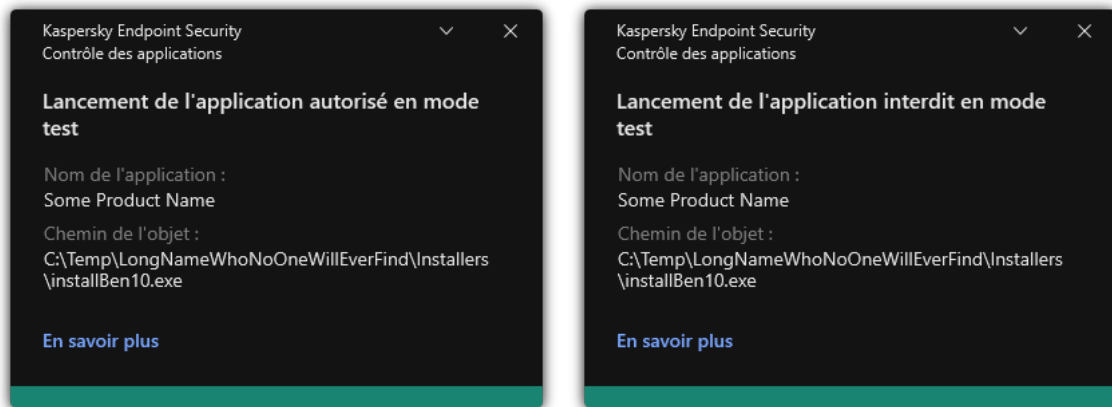 Kaspersky Endpoint Security
Contrôle des applications
Lancement de l'application autorisé en mode
test
Nom de l'application :
Some Product Name
Chemin de l'objet :
C:\Temp\LongNameWhoNoOneWillEverFind\Installers
\installBen10.exe
En savoir plus
Kaspersky Endpoint Security
Contrôle des applications
Lancement de l'application interdit en mode
test
Nom de l'application :
Some Product Name
Chemin de l'objet :
C:\Temp\LongNameWhoNoOneWillEverFind\Installers
\installBen10.exe
En savoir plus